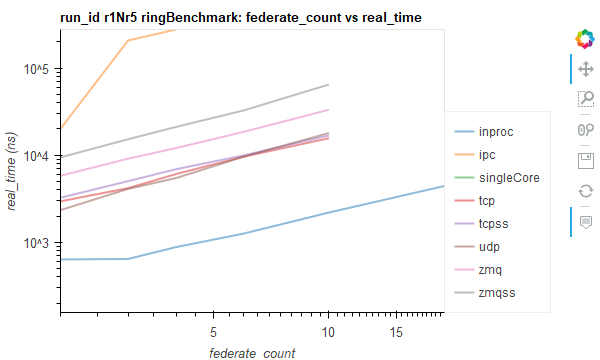 run_id r1Nr5 ringBenchmark: federate_count vs real_time
real_time (ns)
10^5
10^4
10^3
5
10
15
federate_count
inproc
ipc
singleCore
tcp
tcpss
udp
zmq
zmqss